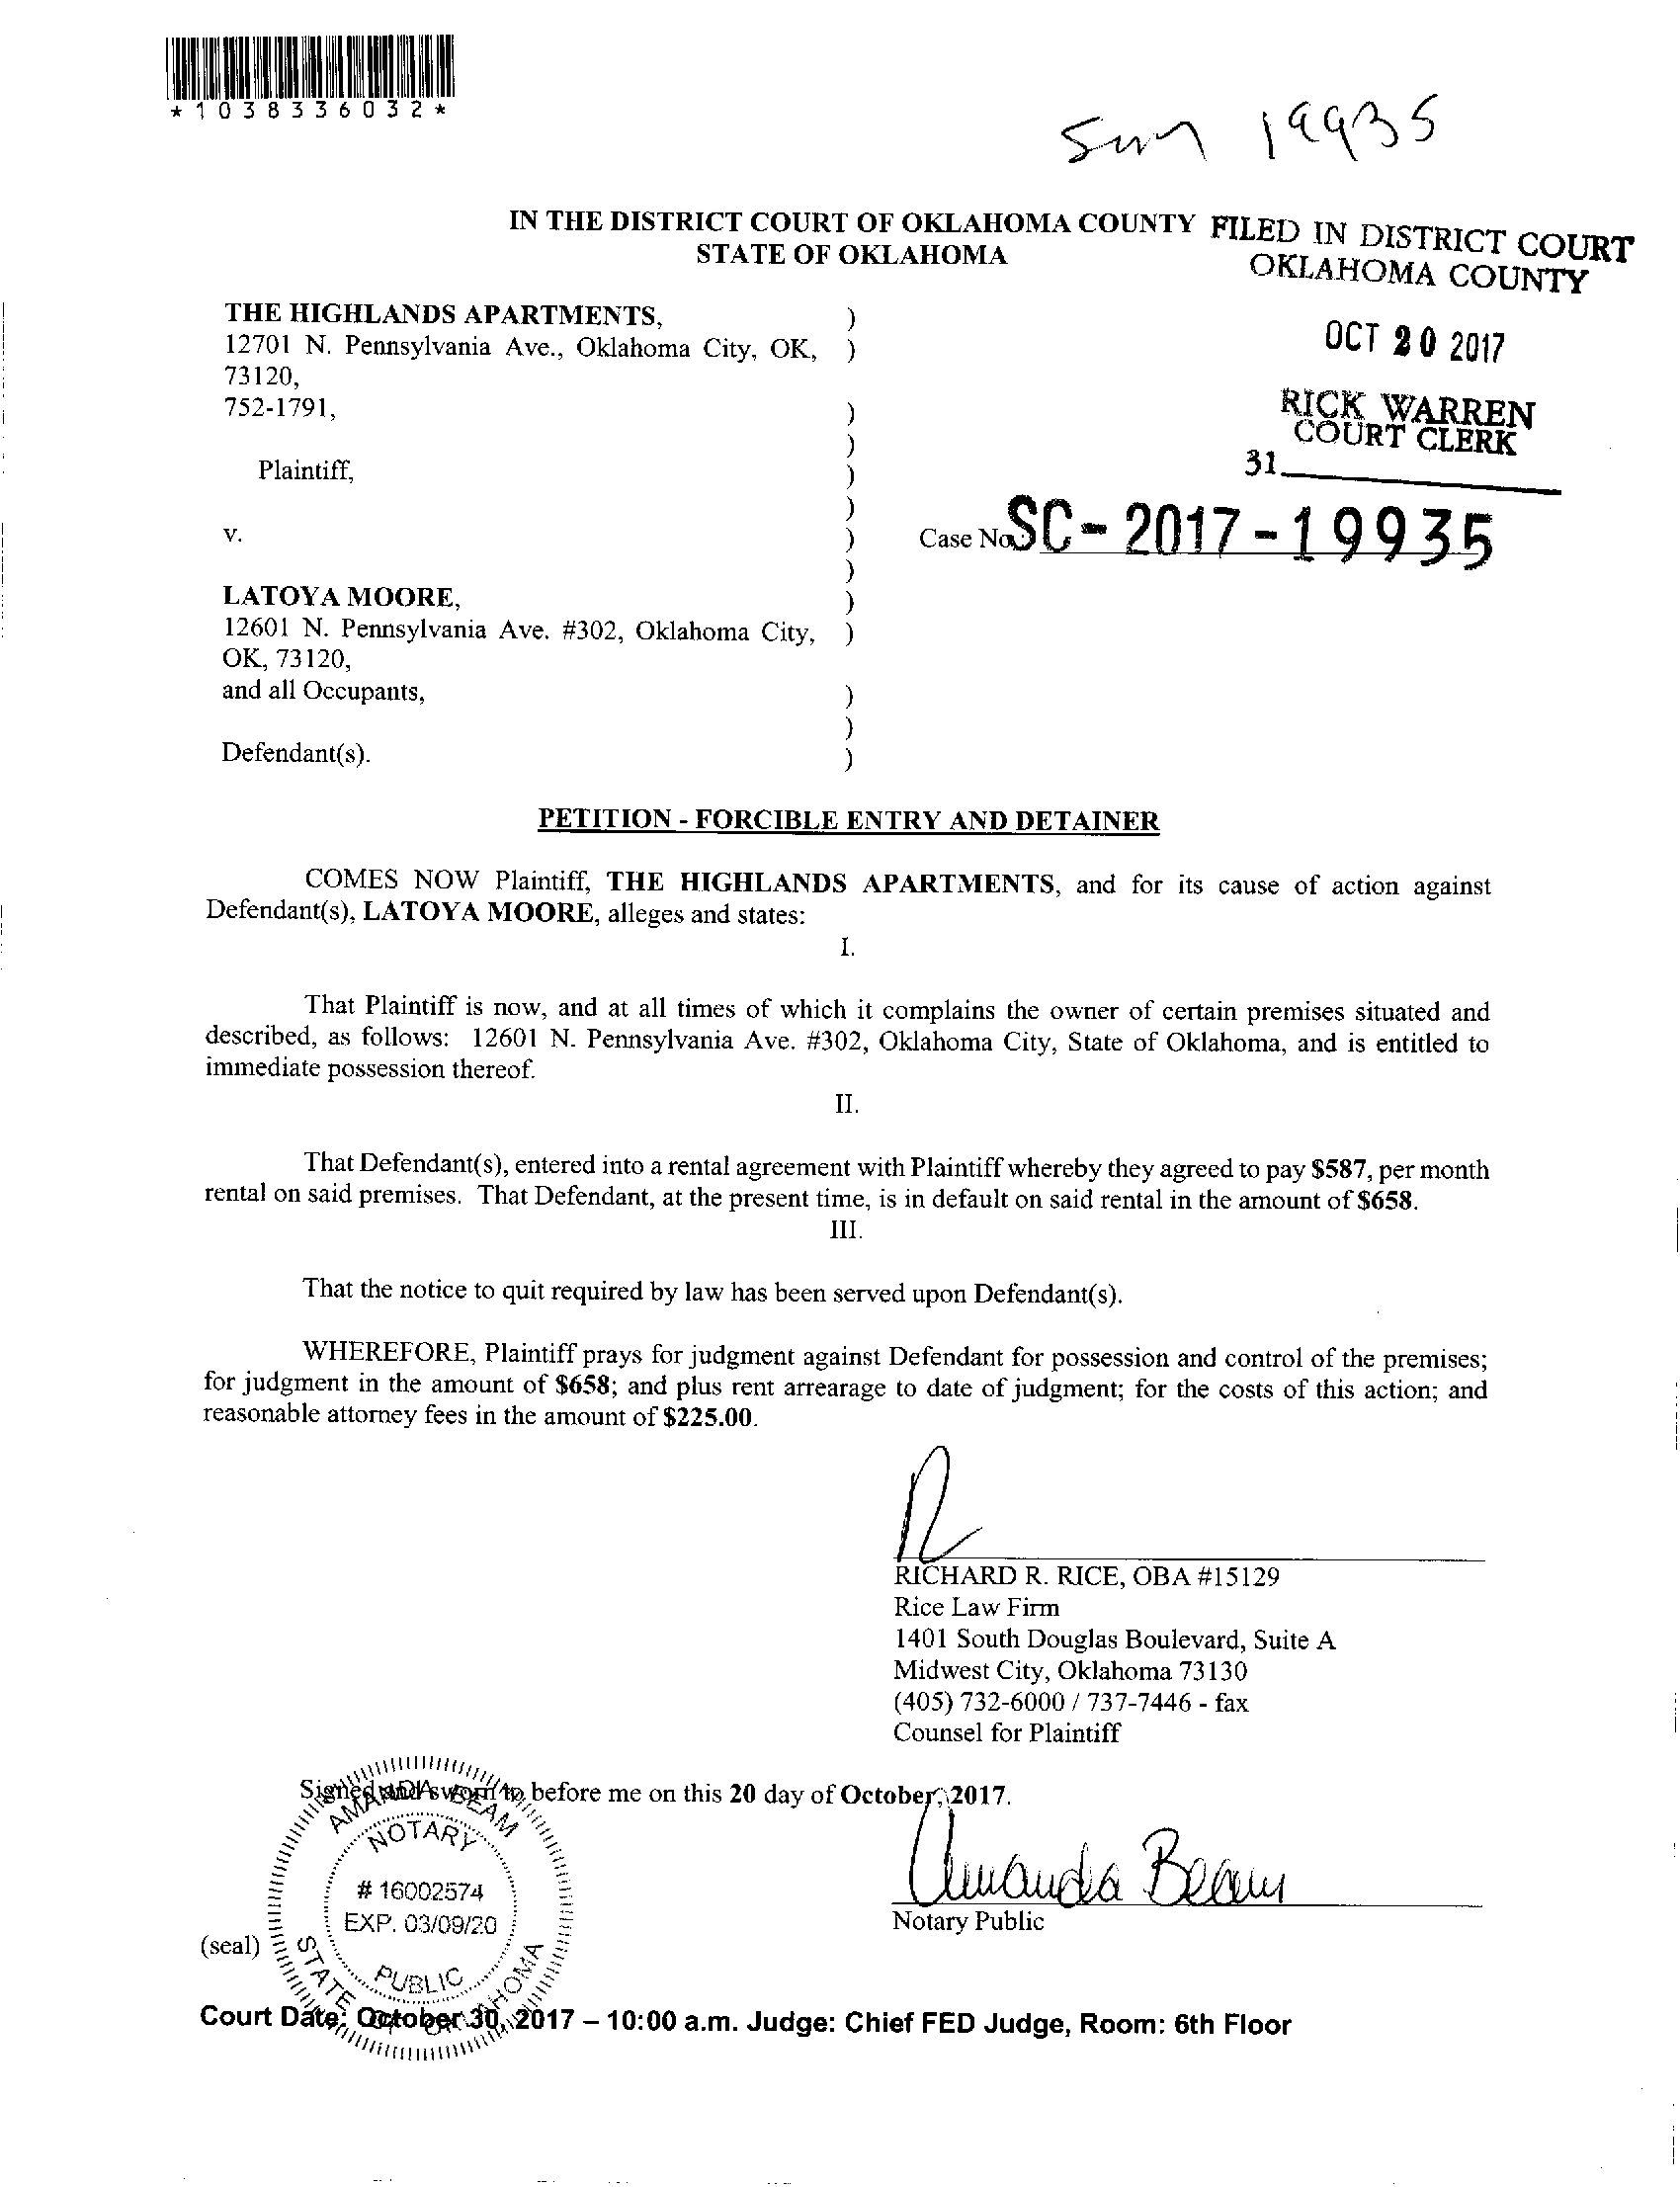 *1038336032*
Sum 19935
IN THE DISTRICT COURT OF OKLAHOMA COUNTY
STATE OF OKLAHOMA
FILED IN DISTRICT COURT
OKLAHOMA COUNTY
OCT 20 2017
RICK WARREN
COURT CLERK
31
THE HIGHLANDS APARTMENTS, )
12701 N. Pennsylvania Ave., Oklahoma City, OK, )
73120,
752-1791, )
)
Plaintiff, )
)
v. )
Case No. SC-2017-19935
)
LATOYA MOORE, )
12601 N. Pennsylvania Ave. #302, Oklahoma City, )
OK, 73120,
and all Occupants, )
)
Defendant(s). )
PETITION - FORCIBLE ENTRY AND DETAINER
COMES NOW Plaintiff, THE HIGHLANDS APARTMENTS, and for its cause of action against
Defendant(s), LATOYA MOORE, alleges and states:
I.
That Plaintiff is now, and at all times of which it complains the owner of certain premises situated and
described, as follows: 12601 N. Pennsylvania Ave. #302, Oklahoma City, State of Oklahoma, and is entitled to
immediate possession thereof.
II.
That Defendant(s), entered into a rental agreement with Plaintiff whereby they agreed to pay $587, per month
rental on said premises. That Defendant, at the present time, is in default on said rental in the amount of $658.
III.
That the notice to quit required by law has been served upon Defendant(s).
WHEREFORE, Plaintiff prays for judgment against Defendant for possession and control of the premises;
for judgment in the amount of $658; and plus rent arrearage to date of judgment; for the costs of this action; and
reasonable attorney fees in the amount of $225.00.
RICHARD R. RICE, OBA #15129
Rice Law Firm
1401 South Douglas Boulevard, Suite A
Midwest City, Oklahoma 73130
(405) 732-6000 / 737-7446 - fax
Counsel for Plaintiff
Signed and sworn to before me on this 20 day of October, 2017.
AMANDA BEAM
NOTARY
# 16002574
EXP. 03/09/20
PUBLIC
STATE OF OKLAHOMA
Amanda Beam
Notary Public
(seal)
Court Date: October 30, 2017 – 10:00 a.m. Judge: Chief FED Judge, Room: 6th Floor